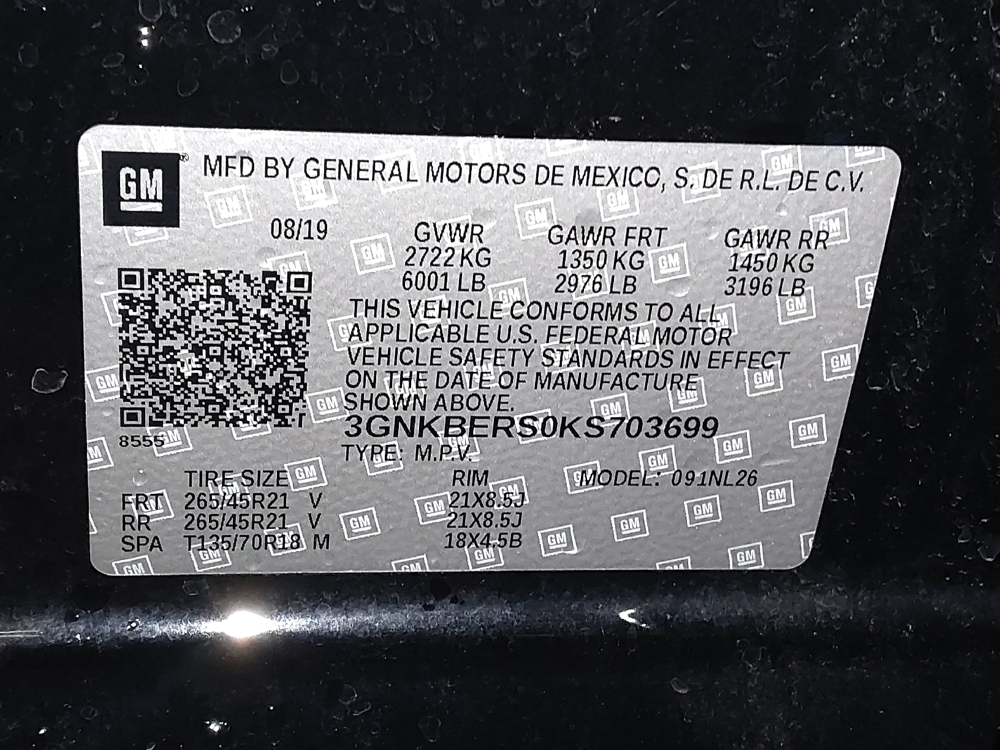 GM
MFD BY GENERAL MOTORS DE MEXICO, S. DE R.L. DE C.V.
08/19 GVWR GAWR FRT GAWR RR
2722 KG 1350 KG 1450 KG
6001 LB 2976 LB 3196 LB
THIS VEHICLE CONFORMS TO ALL
APPLICABLE U.S. FEDERAL MOTOR
VEHICLE SAFETY STANDARDS IN EFFECT
ON THE DATE OF MANUFACTURE
SHOWN ABOVE.
3GNKBERS0KS703699
8555
TYPE: M.P.V.
TIRE SIZE RIM MODEL: 091NL26
FRT 265/45R21 V 21X8.5J
RR 265/45R21 V 21X8.5J
SPA T135/70R18 M 18X4.5B